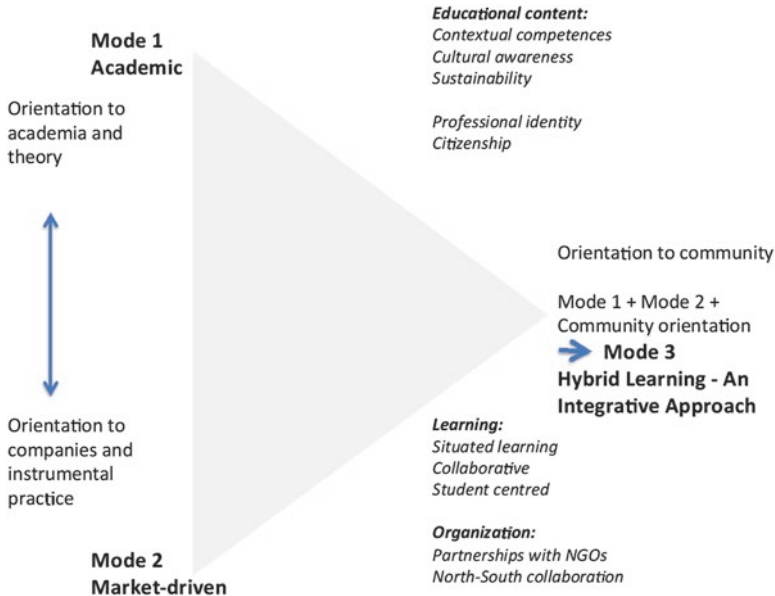 Mode 1
Academic
Orientation to
academia and
theory
Orientation to
companies and
instrumental
practice
Mode 2
Market-driven
Educational content:
Contextual competences
Cultural awareness
Sustainability
Professional identity
Citizenship
Orientation to community
Mode 1 + Mode 2 +
Community orientation
Mode 3
Hybrid Learning - An
Integrative Approach
Learning:
Situated learning
Collaborative
Student centred
Organization:
Partnerships with NGOs
North-South collaboration